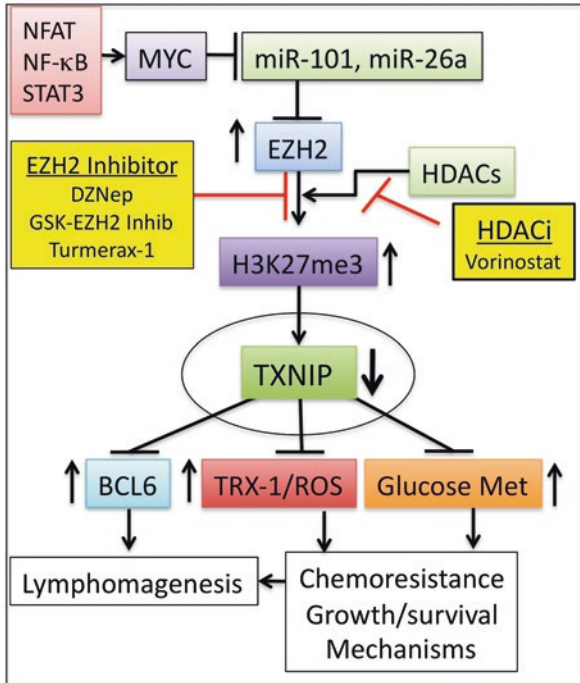 NFAT
NF-κB
STAT3
MYC
miR-101, miR-26a
EZH2
EZH2 Inhibitor
DZNep
GSK-EZH2 Inhib
Turmerax-1
HDACs
HDACi
Vorinostat
H3K27me3
TXNIP
BCL6
TRX-1/ROS
Glucose Met
Lymphomagenesis
Chemoresistance
Growth/survival
Mechanisms